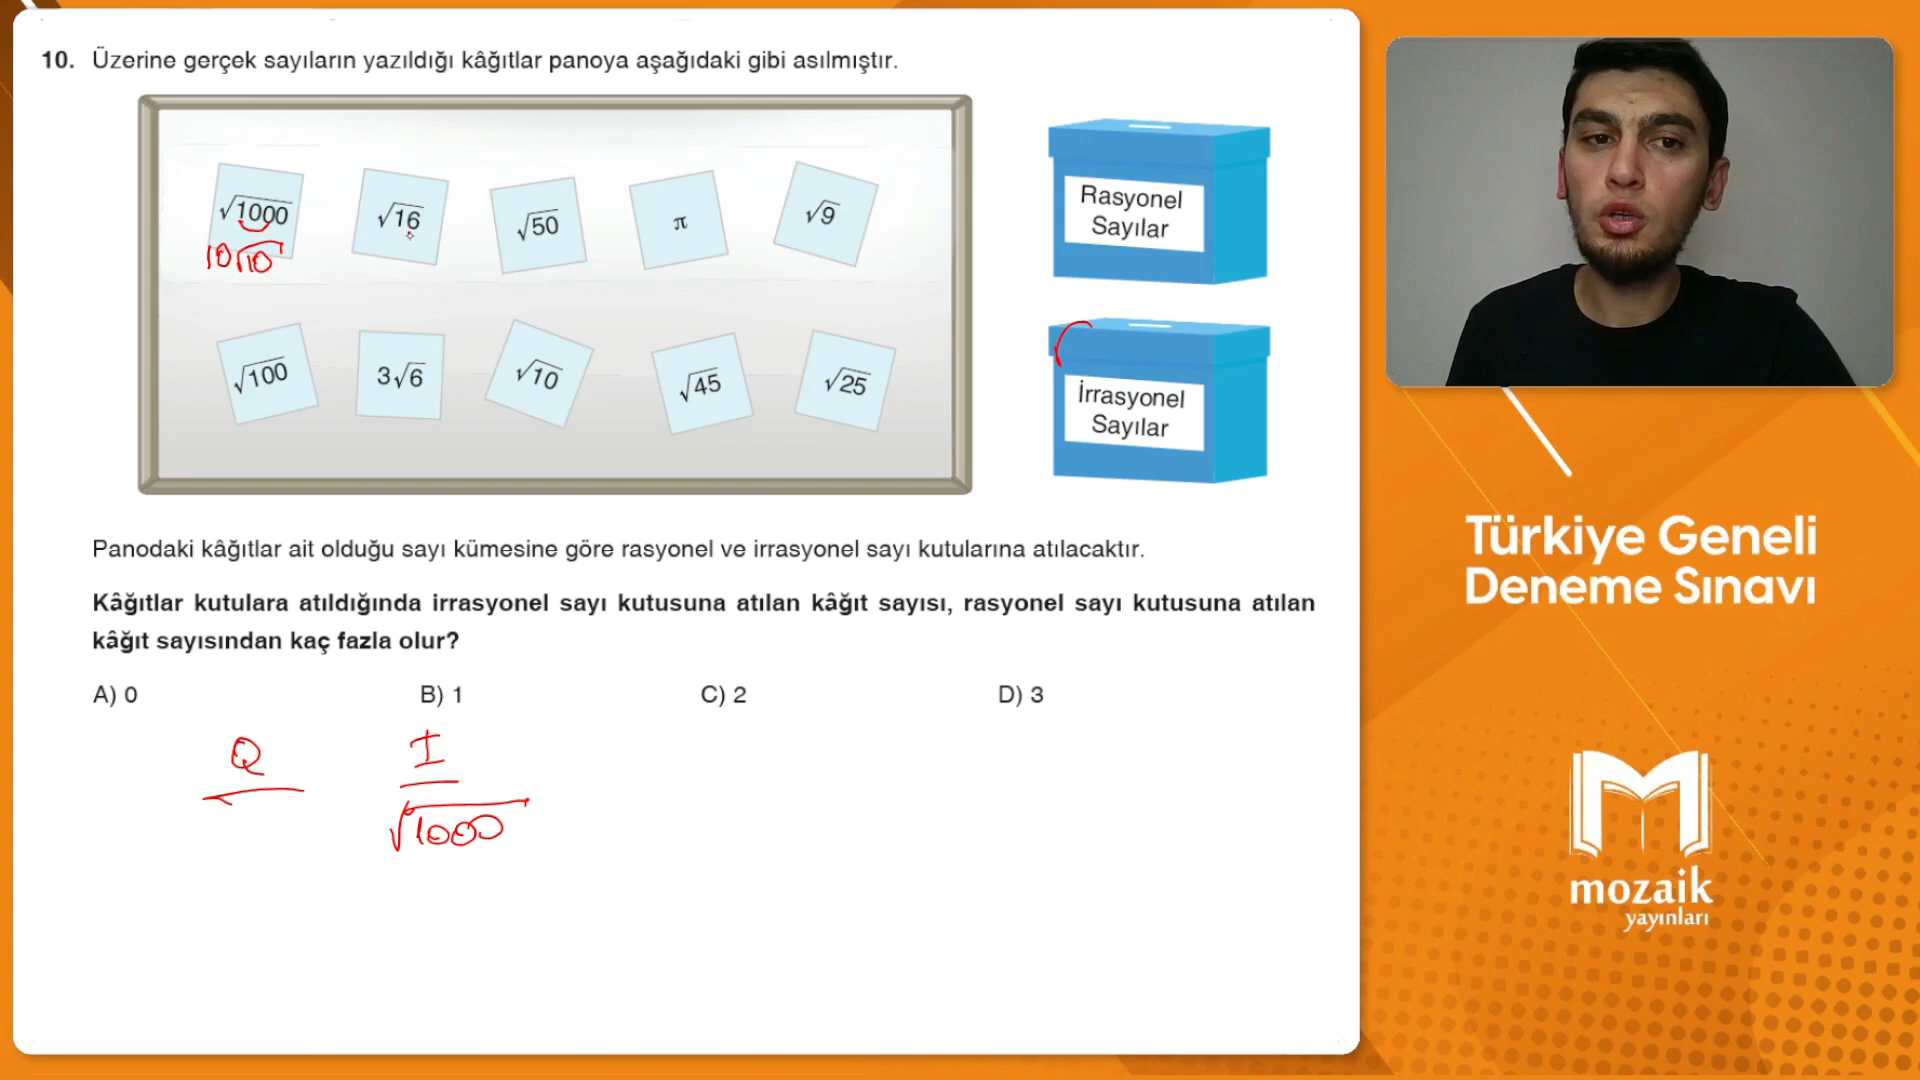 10. Üzerine gerçek sayıların yazıldığı kâğıtlar panoya aşağıdaki gibi asılmıştır.
√1000 √16 √50 π √9
10√10
√100 3√6 √10 √45 √25
Rasyonel
Sayılar
İrrasyonel
Sayılar
Panodaki kâğıtlar ait olduğu sayı kümesine göre rasyonel ve irrasyonel sayı kutularına atılacaktır.
Kâğıtlar kutulara atıldığında irrasyonel sayı kutusuna atılan kâğıt sayısı, rasyonel sayı kutusuna atılan
kâğıt sayısından kaç fazla olur?
A) 0 B) 1 C) 2 D) 3
Q I
√1000
Türkiye Geneli
Deneme Sınavı
mozaik
yayınları